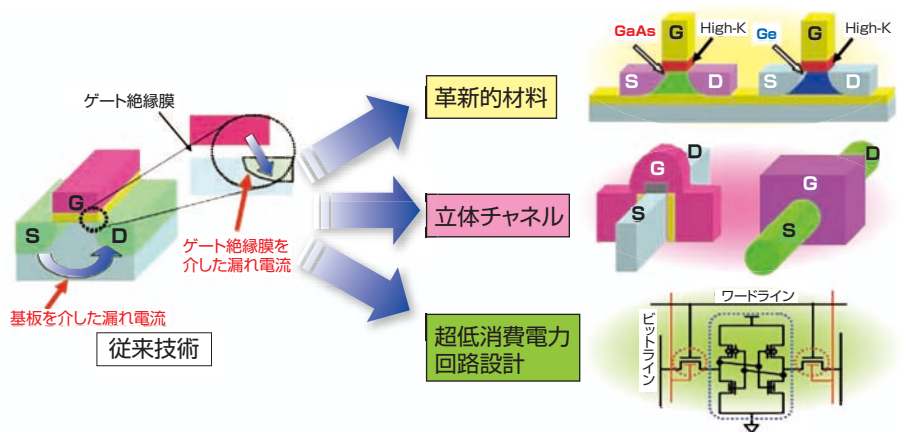 ゲート絶縁膜
G
S
D
ゲート絶縁膜を
介した漏れ電流
基板を介した漏れ電流
従来技術
革新的材料
GaAs
G
High-K
S
D
Ge
G
High-K
S
D
立体チャネル
D
G
S
D
G
S
超低消費電力
回路設計
ワードライン
ビットライン